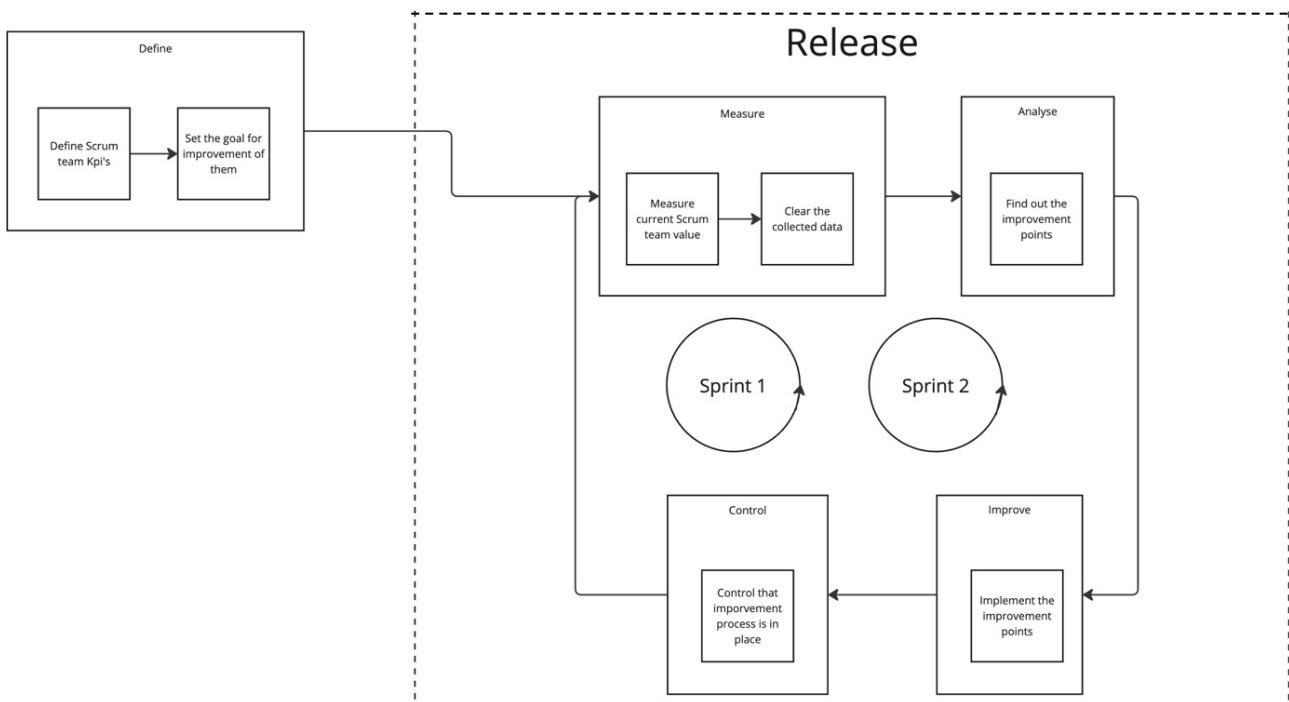 Define
Define Scrum
team Kpi's
Set the goal for
improvement of
them
Release
Measure
Measure
current Scrum
team value
Clear the
collected data
Analyse
Find out the
improvement
points
Sprint 1
Sprint 2
Control
Control that
imporvement
process is in
place
Improve
Implement the
improvement
points